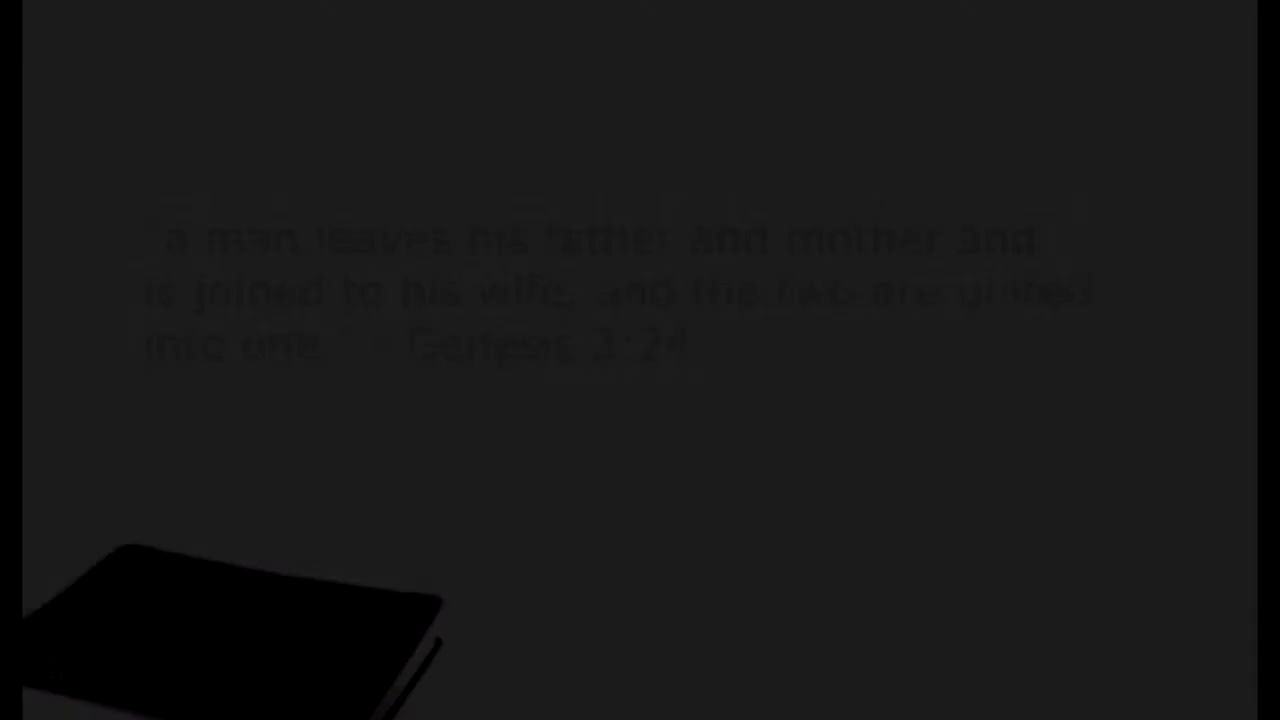 "a man leaves his father and mother and
is joined to his wife, and the two are united
into one." - Genesis 2:24